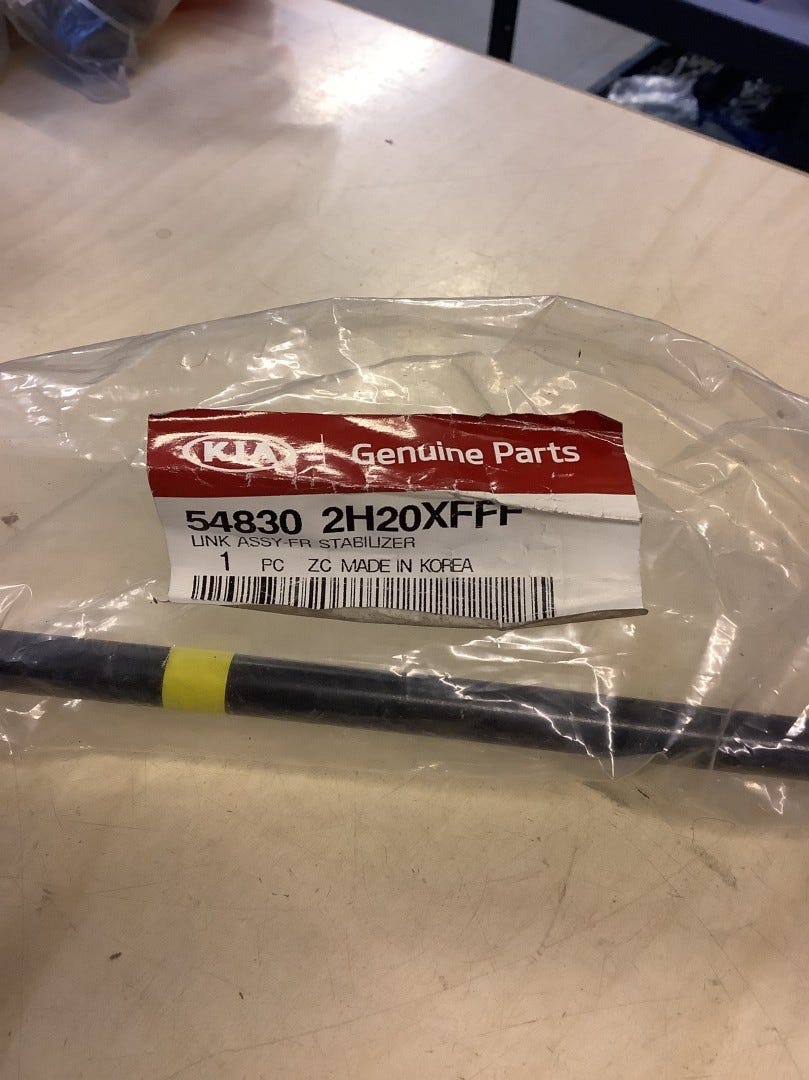 KIA Genuine Parts
54830 2H20XFFF
LINK ASSY-FR STABILIZER
1 PC ZC MADE IN KOREA